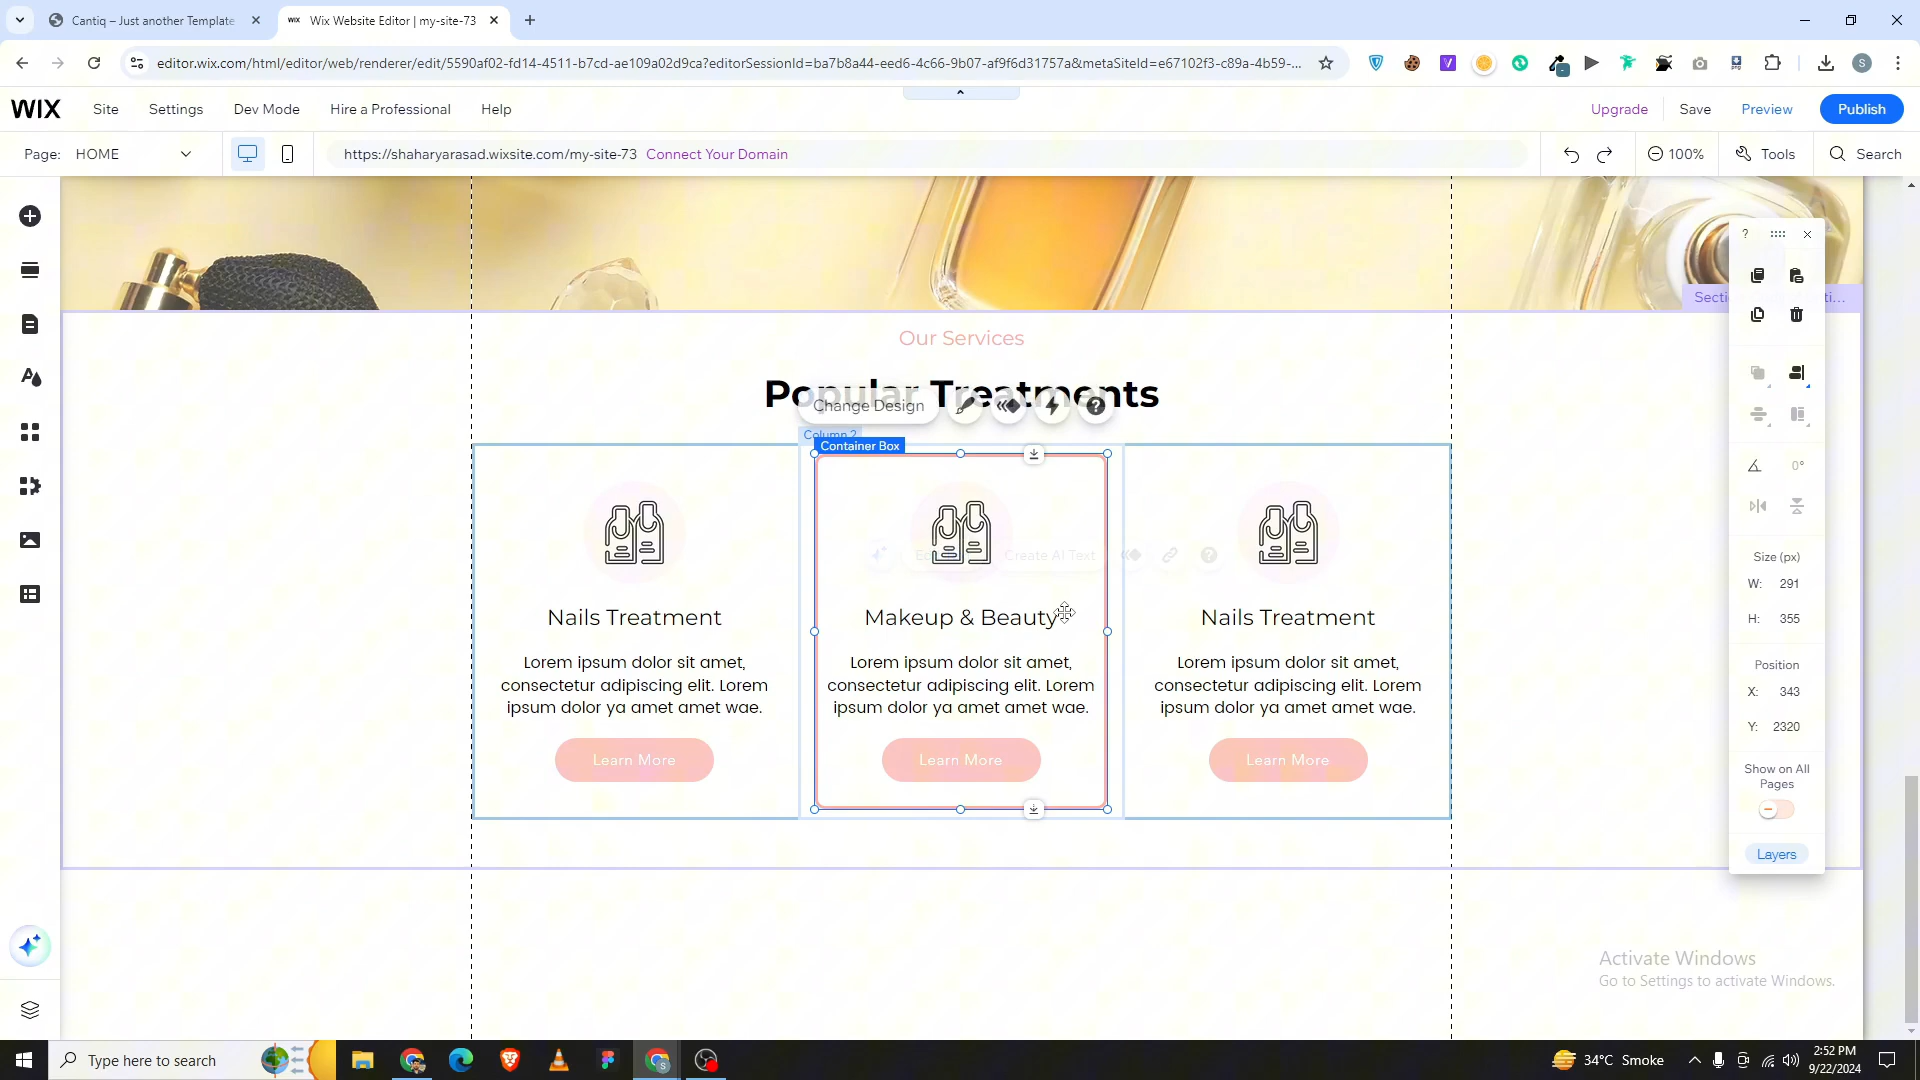 Cantiq – Just another Template
Wix Website Editor | my-site-73
editor.wix.com/html/editor/web/renderer/edit/5590af02-fd14-4511-b7cd-ae109a02d9ca?editorSessionId=ba7b8a44-eed6-4c66-9b07-af9f6d31757a&metaSiteId=e67102f3-c89a-4b59-...
WIX
Site
Settings
Dev Mode
Hire a Professional
Help
Upgrade
Save
Preview
Publish
Page: HOME
https://shaharyarasad.wixsite.com/my-site-73 Connect Your Domain
100%
Tools
Search
Our Services
Popular Treatments
Change Design
Column 2
Container Box
Create AI Text
Nails Treatment
Lorem ipsum dolor sit amet,
consectetur adipiscing elit. Lorem
ipsum dolor ya amet amet wae.
Learn More
Makeup & Beauty
Lorem ipsum dolor sit amet,
consectetur adipiscing elit. Lorem
ipsum dolor ya amet amet wae.
Learn More
Nails Treatment
Lorem ipsum dolor sit amet,
consectetur adipiscing elit. Lorem
ipsum dolor ya amet amet wae.
Learn More
?
0°
Size (px)
W: 291
H: 355
Position
X: 343
Y: 2320
Show on All
Pages
Layers
Activate Windows
Go to Settings to activate Windows.
Type here to search
34°C Smoke
2:52 PM
9/22/2024